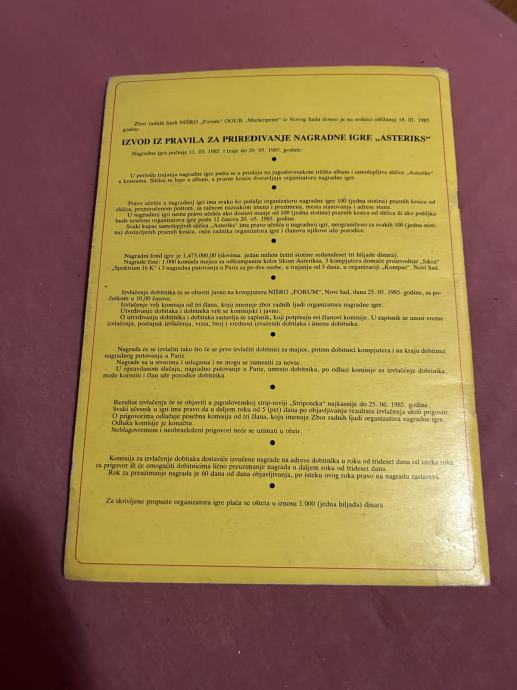 Zbor radnih ljudi NIŠRO „Forum" OOUR „Marketprint" iz Novog Sada doneo je na sednici održanoj 18. 01. 1985
godine
IZVOD IZ PRAVILA ZA PRIREĐIVANJE NAGRADNE IGRE „ASTERIKS"
Nagradna igra počinje 11. 03. 1985. i traje do 20. 05. 1985. godine.
U periodu trajanja nagradne igre pušta se u prodaju na jugoslovenskom tržištu album i samolepljive sličice „Asteriks"
u kesicama. Sličice se lepe u album, a prazne kesice dostavljaju organizatoru nagradne igre.
Pravo učešća u nagradnoj igri ima svako ko pošalje organizatoru nagradne igre 100 (jedna stotina) praznih kesica od
sličica, preporučenom poštom, sa tačnom naznakom imena i prezimena, mesta stanovanja i adrese stana.
U nagradnoj igri nema pravo učešća ako dostavi manje od 100 (jedna stotina) praznih kesica od sličica ili ako pošiljka
bude uručena organizatoru igre posle 12 časova 20. 05. 1985. godine.
Svaki kupac samolepivih sličica „Asteriks" ima pravo učešća u nagradnoj igri, neograničeno za svakih 100 (jedna stoti-
na) dostavljenih praznih kesica, osim radnika organizatora igre i članova njihove uže porodice.
Nagradni fond igre je 1,473.000,00 (slovima: jedan milion četiri stotine sedamdeset tri hiljade) dinara.
Nagrade čine: 1.000 komada majica sa odštampanim kolor likom Asteriksa, 3 kompjutera domaće proizvodnje „Iskra"
„Spektrum 16 K" i 3 nagradna putovanja u Pariz za po dve osobe, u trajanju od 5 dana, u organizaciji „Kompas", Novi Sad.
Izvlačenje dobitka će se obaviti javno na kompjuteru NIŠRO „FORUM", Novi Sad, dana 25. 05. 1985. godine, sa po-
četkom u 10,00 časova.
Izvlačenje vrši komisija od tri člana, koju imenuje zbor radnih ljudi organizatora nagradne igre.
Utvrđivanje dobitaka i dobitnika vrši se komisijski i javno.
O utvrđivanju dobitnika i dobitaka sastavlja se zapisnik, koji potpisuju svi članovi komisije. U zapisnik se unosi vreme
izvlačenja, postupak izvlačenja, vrsta, broj i vrednost izvučenih dobitaka i imena dobitnika.
Nagrada će se izvlačiti tako što će se prvo izvlačiti dobitnici za majice, potom dobitnici kompjutera i na kraju dobitnici
nagradnog putovanja u Pariz.
Nagrade su u stvarima i uslugama i ne mogu se zameniti za novac.
U opravdanom slučaju, nagradno putovanje u Pariz, umesto dobitnika, po odluci komisije za izvlačenje dobitnika,
može koristiti i član uže porodice dobitnika.
Rezultat izvlačenja će se objaviti u jugoslovenskoj strip-reviji „Stripoteka" najkasnije do 25. 06. 1985. godine.
Svaki učesnik u igri ima pravo da u daljem roku od 5 (pet) dana po objavljivanju rezultata izvlačenja uloži prigovor.
O prigovorima odlučuje posebna komisija od tri člana, koju imenuje Zbor radnih ljudi organizatora nagradne igre.
Odluka komisije je konačna.
Neblagovremeni i neobrazloženi prigovori neće se uzimati u obzir.
Komisija za izvlačenje dobitaka dostaviće izvučene nagrade na adresu dobitnika u roku od trideset dana od isteka roka
za prigovor ili će omogućiti dobitnicima lično preuzimanje nagrada u daljem roku od trideset dana.
Rok za preuzimanje nagrada je 60 dana od dana objavljivanja, po isteku ovog roka pravo na nagradu zastareva.
Za skrivljene propuste organizatora igre plaća se ošteta u iznosu 1.000 (jedna hiljada) dinara.